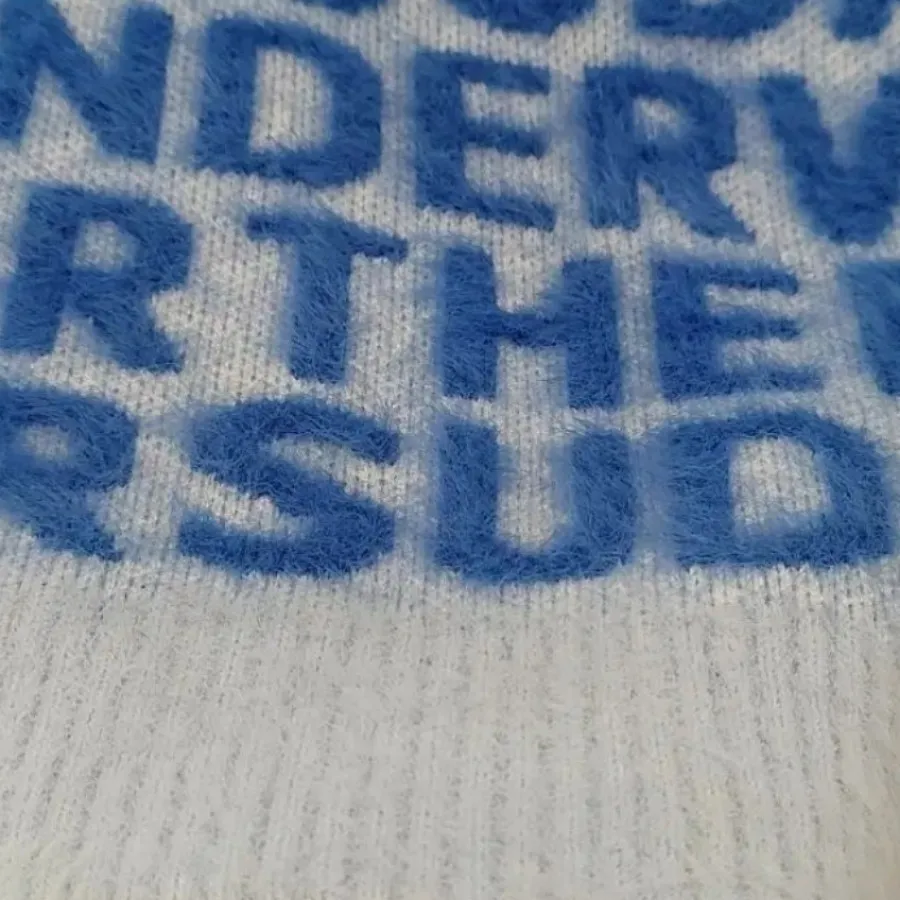 NDERV
RTHE
RSUD